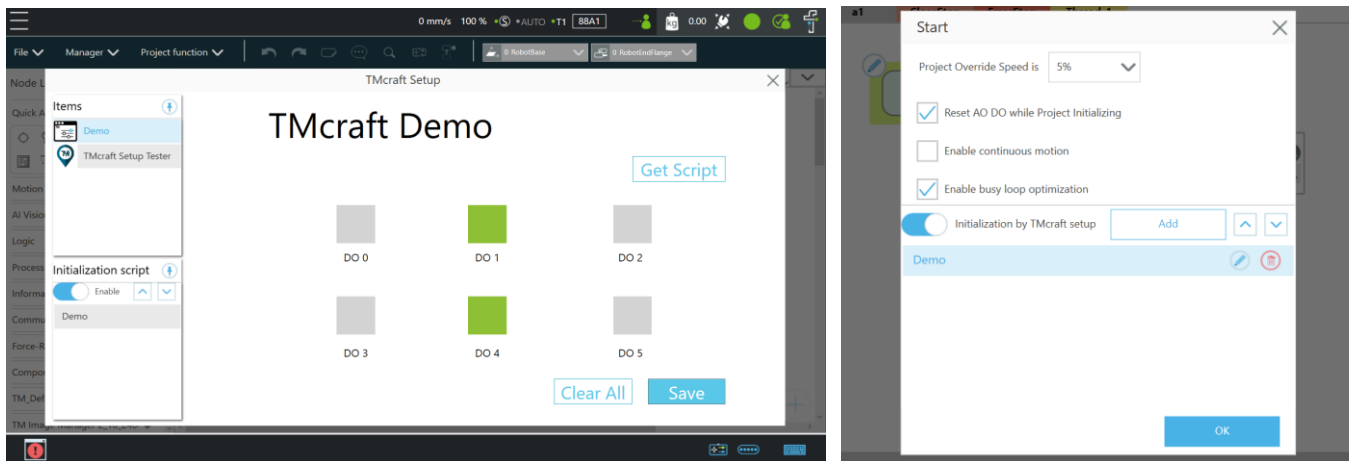 0 mm/s 100 % •Ⓢ •AUTO •T1 88A1 kg 0.00
File Manager Project function 0 RobotBase 0 RobotEndFlange
TMcraft Setup
Node L
Quick A
Motion
AI Visio
Logic
Process
Informa
Commu
Force-R
Compo
TM_Def
Items
Demo
TMcraft Setup Tester
Initialization script
Enable
Demo
TMcraft Demo
Get Script
DO 0 DO 1 DO 2
DO 3 DO 4 DO 5
Clear All Save
a1
Start
Project Override Speed is 5%
Reset AO DO while Project Initializing
Enable continuous motion
Enable busy loop optimization
Initialization by TMcraft setup Add
Demo
OK